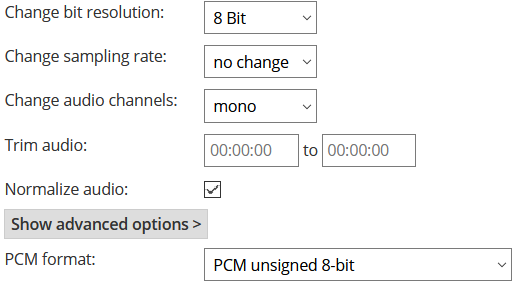 Change bit resolution: 8 Bit
Change sampling rate: no change
Change audio channels: mono
Trim audio: 00:00:00 to 00:00:00
Normalize audio:
Show advanced options >
PCM format: PCM unsigned 8-bit